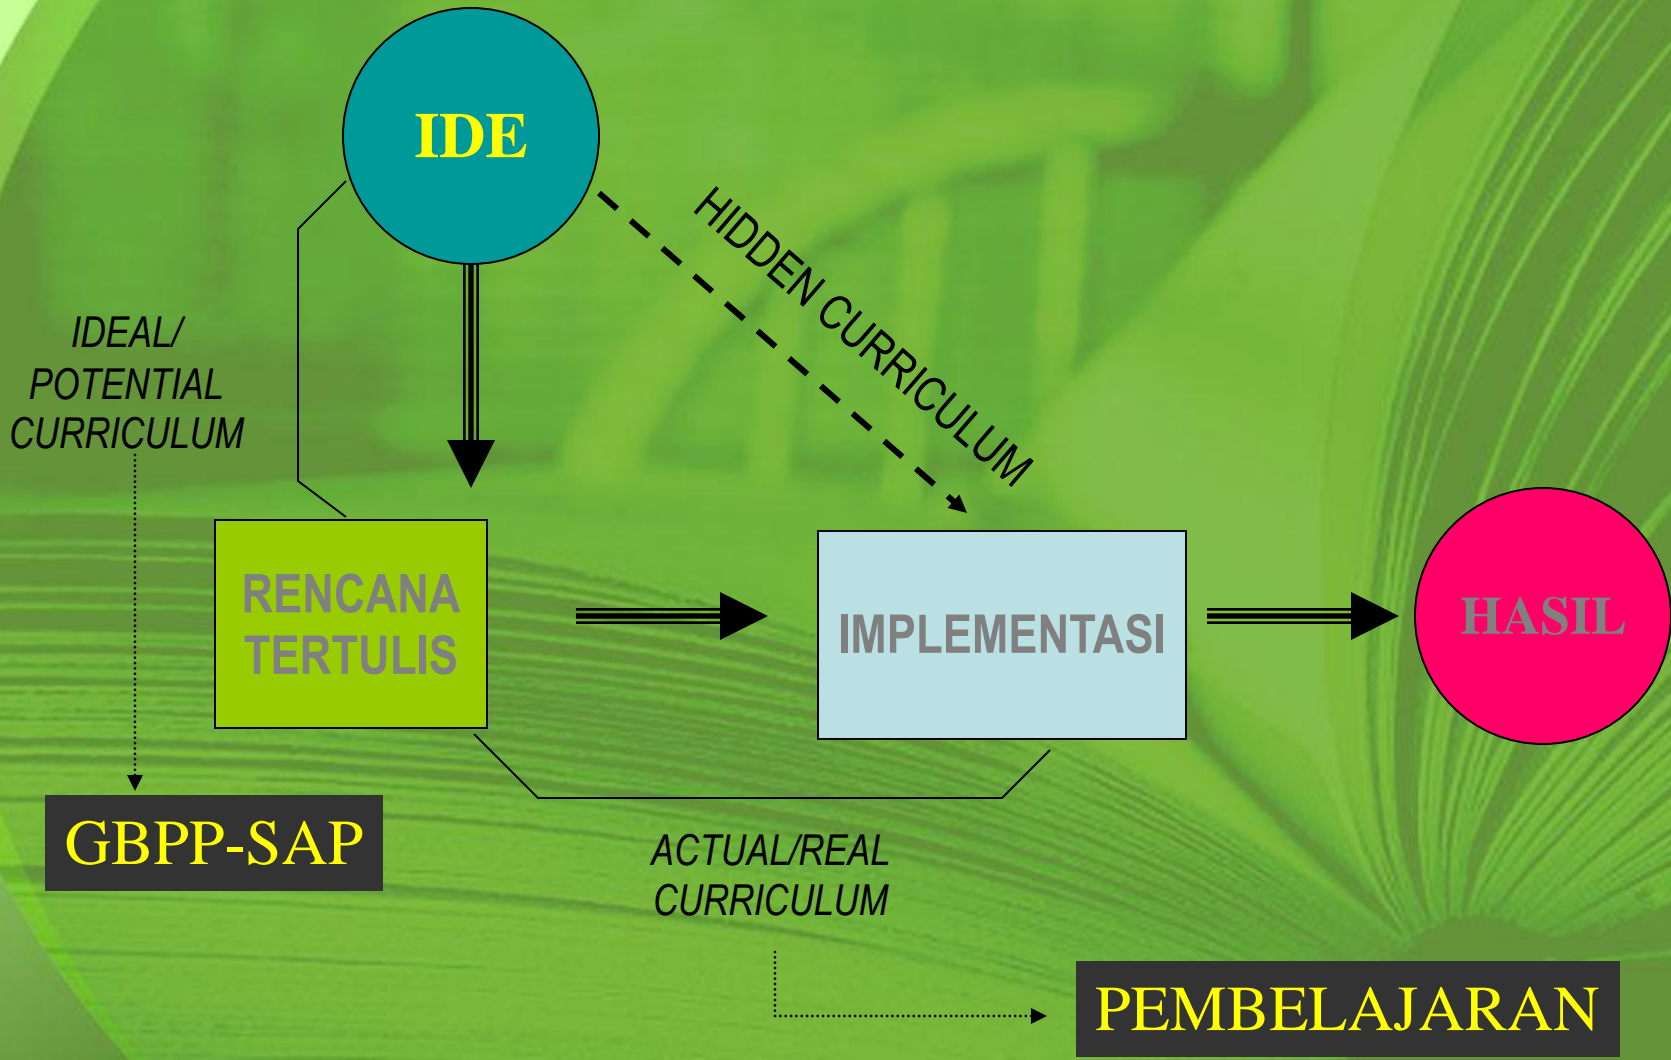 IDE
HIDDEN CURRICULUM
IDEAL/
POTENTIAL
CURRICULUM
RENCANA
TERTULIS
IMPLEMENTASI
HASIL
GBPP-SAP
ACTUAL/REAL
CURRICULUM
PEMBELAJARAN